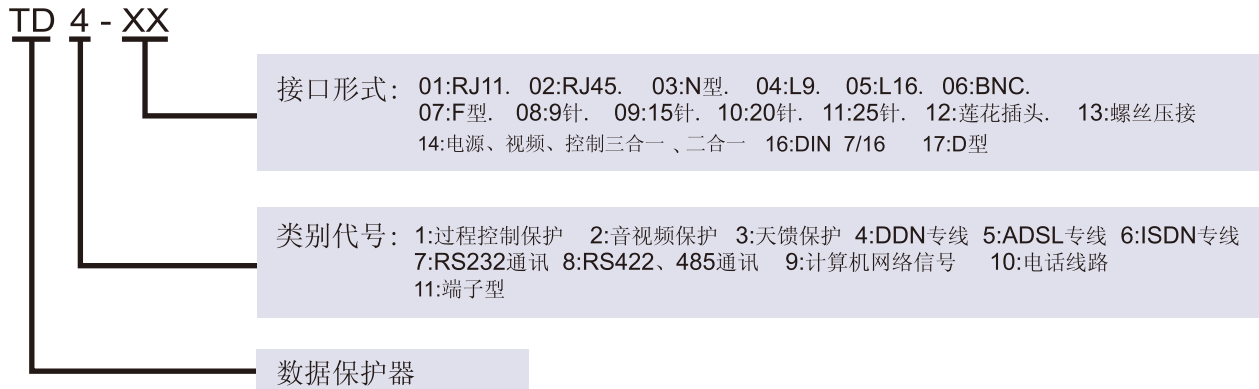 TD 4 - XX
接口形式: 01:RJ11. 02:RJ45. 03:N型. 04:L9. 05:L16. 06:BNC.
07:F型. 08:9针. 09:15针. 10:20针. 11:25针. 12:莲花插头. 13:螺丝压接
14:电源、视频、控制三合一 、二合一 16:DIN 7/16 17:D型
类别代号: 1:过程控制保护 2:音视频保护 3:天馈保护 4:DDN专线 5:ADSL专线 6:ISDN专线
7:RS232通讯 8:RS422、485通讯 9:计算机网络信号 10:电话线路
11:端子型
数据保护器